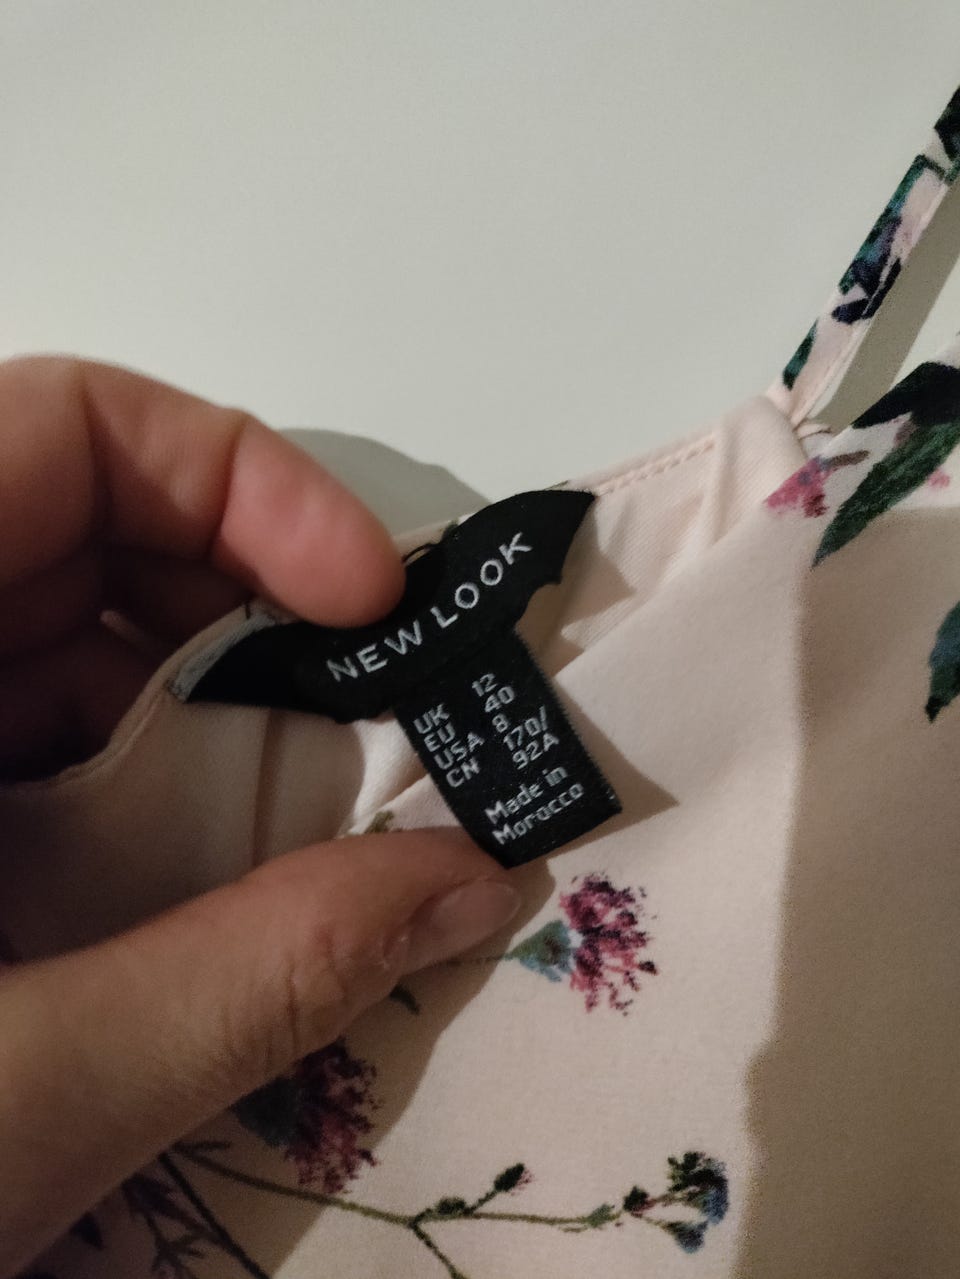 NEW LOOK
UK 12
EU 40
USA 8
CN 170/
92A
Made in
Morocco